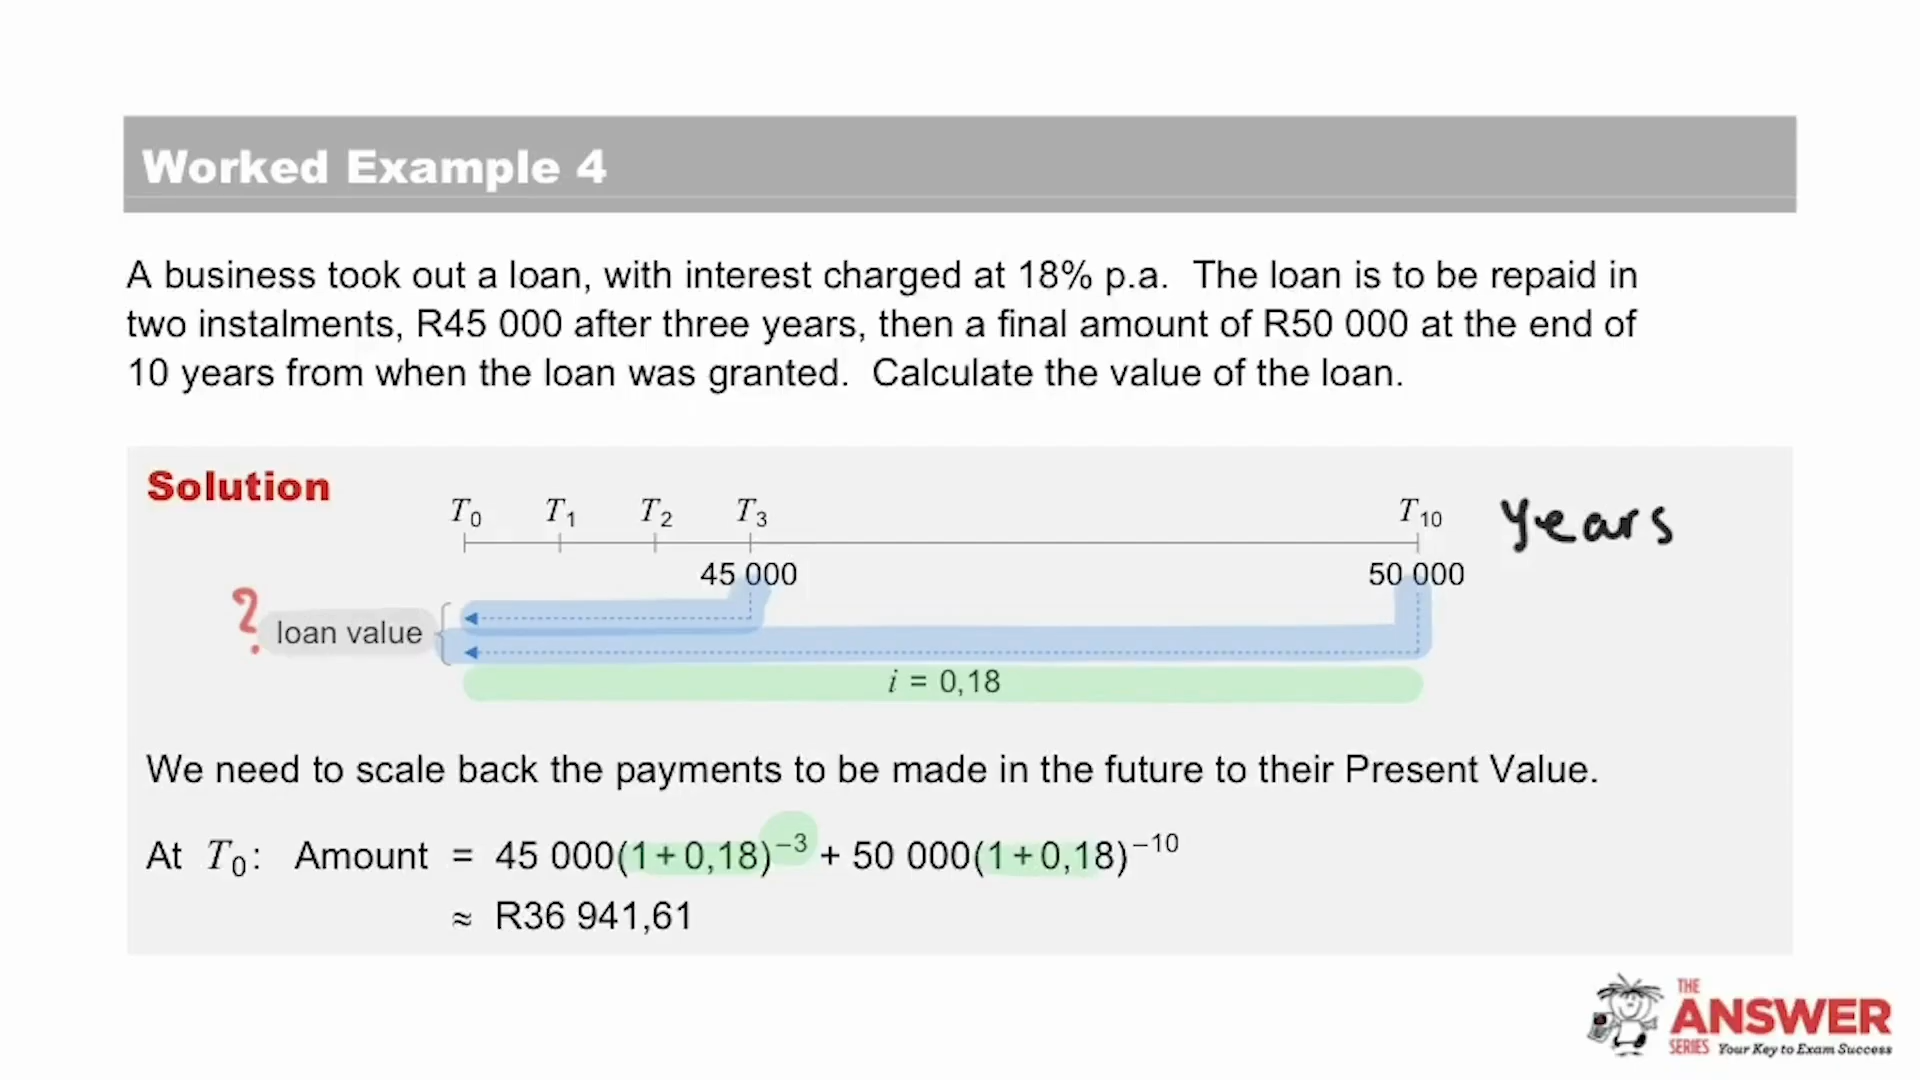 Worked Example 4
A business took out a loan, with interest charged at 18% p.a. The loan is to be repaid in
two instalments, R45 000 after three years, then a final amount of R50 000 at the end of
10 years from when the loan was granted. Calculate the value of the loan.
Solution
T₀ T₁ T₂ T₃ T₁₀ years
45 000 50 000
? loan value
i = 0,18
We need to scale back the payments to be made in the future to their Present Value.
At T₀: Amount = 45 000(1+0,18)⁻³ + 50 000(1+0,18)⁻¹⁰
≈ R36 941,61
THE
ANSWER
SERIES Your Key to Exam Success